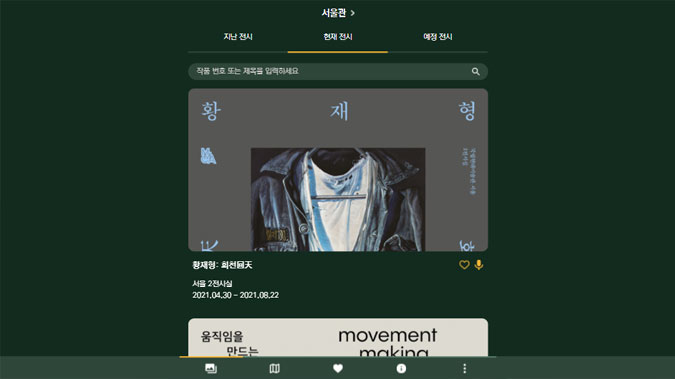 서울관 >
지난 전시
현재 전시
예정 전시
작품 번호 또는 제목을 입력하세요
황 재 형
황재형: 회천回天
서울 2전시실
2021.04.30 - 2021.08.22
움직임을
만드는
movement
making